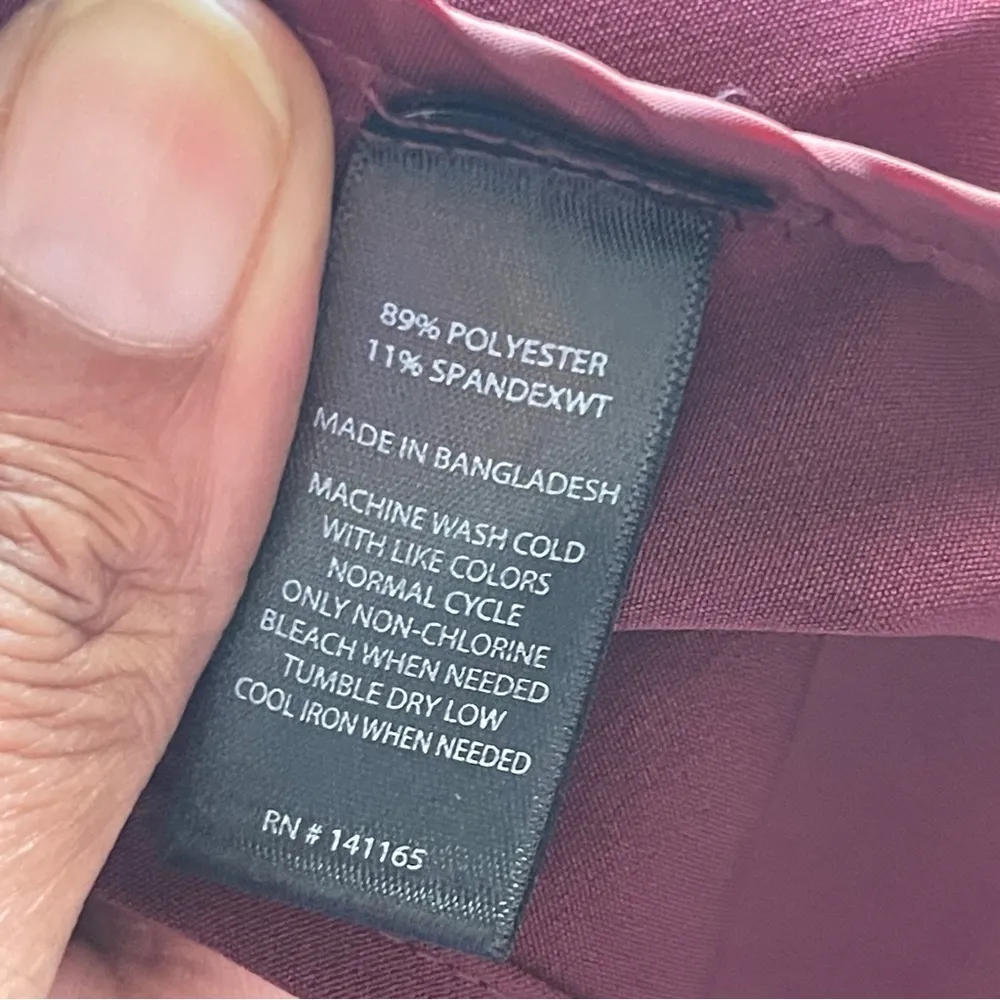 89% POLYESTER
11% SPANDEXWT
MADE IN BANGLADESH
MACHINE WASH COLD
WITH LIKE COLORS
NORMAL CYCLE
ONLY NON-CHLORINE
BLEACH WHEN NEEDED
TUMBLE DRY LOW
COOL IRON WHEN NEEDED
RN # 141165